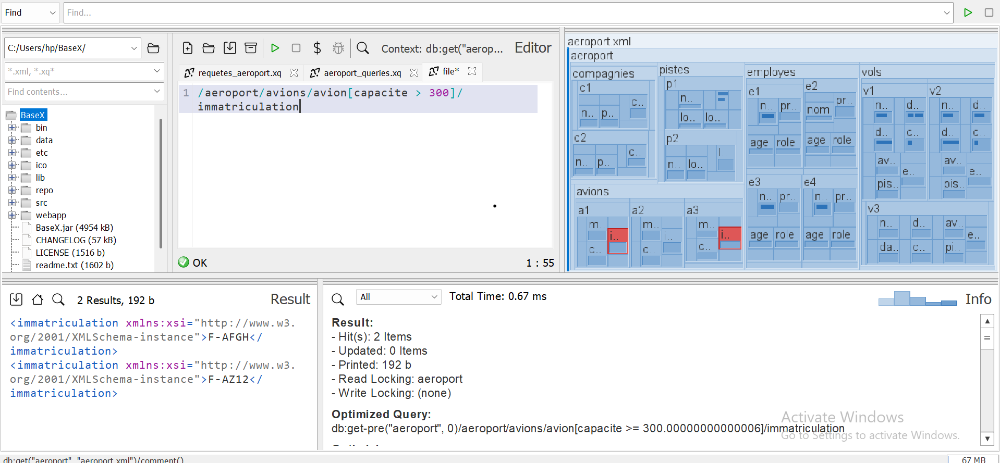 Find
Find...
C:/Users/hp/BaseX/
*.xml, *.xq*
Find contents...
BaseX
bin
data
etc
ico
lib
repo
src
webapp
BaseX.jar (4954 kB)
CHANGELOG (57 kB)
LICENSE (1516 b)
readme.txt (1602 b)
Context: db:get("aerop...
Editor
requetes_aeroport.xq
aeroport_queries.xq
file*
1 /aeroport/avions/avion[capacite > 300]/
immatriculation
OK
1 : 55
aeroport.xml
aeroport
compagnies
c1
n.. p.. c..
c2
n.. p.. c..
pistes
p1
n..
lo.. lo..
p2
n.. lo.. l..
employes
e1
n.. pr..
age role
e2
nom pr..
age role
e3
n.. pr..
age role
e4
n.. pr..
age role
vols
v1
n.. d..
d.. c..
av.. e..
pis..
v2
n.. d..
d.. c..
av.. e..
pis..
v3
n.. d.. av.. e..
da.. c.. pi..
avions
a1
m.. i..
c..
a2
m.. i..
c..
a3
m.. i..
c..
2 Results, 192 b
Result
<immatriculation xmlns:xsi="http://www.w3.
org/2001/XMLSchema-instance">F-AFGH</
immatriculation>
<immatriculation xmlns:xsi="http://www.w3.
org/2001/XMLSchema-instance">F-AZ12</
immatriculation>
All
Total Time: 0.67 ms
Info
Result:
- Hit(s): 2 Items
- Updated: 0 Items
- Printed: 192 b
- Read Locking: aeroport
- Write Locking: (none)
Optimized Query:
db:get-pre("aeroport", 0)/aeroport/avions/avion[capacite >= 300.00000000000006]/immatriculation
Activate Windows
Go to Settings to activate Windows.
db:get("aeroport", "aeroport.xml")/comment()
67 MB